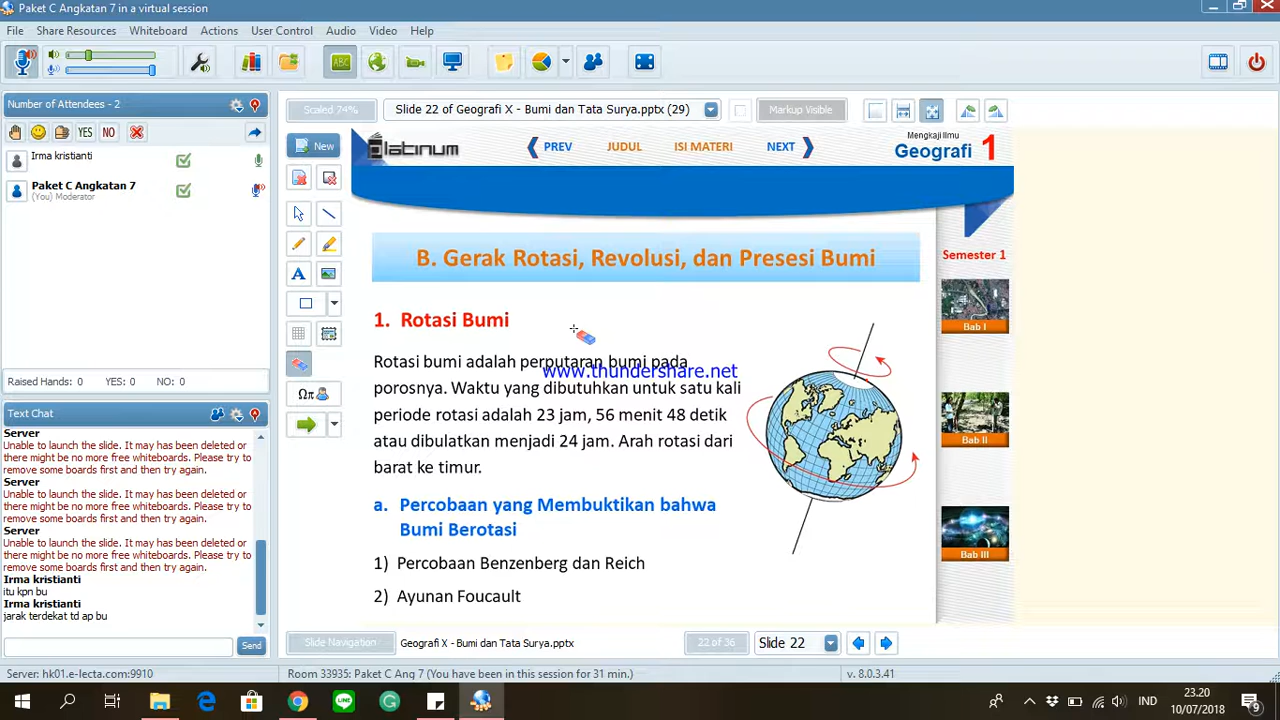 Paket C Angkatan 7 in a virtual session
File Share Resources Whiteboard Actions User Control Audio Video Help
ABC
Number of Attendees - 2
YES NO
Irma kristianti
Paket C Angkatan 7
(You) Moderator
Raised Hands: 0 YES: 0 NO: 0
Text Chat
Server
Unable to launch the slide. It may has been deleted or
there might be no more free whiteboards. Please try to
remove some boards first and then try again.
Server
Unable to launch the slide. It may has been deleted or
there might be no more free whiteboards. Please try to
remove some boards first and then try again.
Server
Unable to launch the slide. It may has been deleted or
there might be no more free whiteboards. Please try to
remove some boards first and then try again.
Irma kristianti
itu kpn bu
Irma kristianti
jarak terdekat td ap bu
Send
Scaled 74%
Slide 22 of Geografi X - Bumi dan Tata Surya.pptx (29)
Markup Visible
New
A
Ωπ
Platinum
PREV JUDUL ISI MATERI NEXT
Mengkaji Ilmu
Geografi 1
B. Gerak Rotasi, Revolusi, dan Presesi Bumi
1. Rotasi Bumi
Rotasi bumi adalah perputaran bumi pada
www.thundershare.net
porosnya. Waktu yang dibutuhkan untuk satu kali
periode rotasi adalah 23 jam, 56 menit 48 detik
atau dibulatkan menjadi 24 jam. Arah rotasi dari
barat ke timur.
a. Percobaan yang Membuktikan bahwa
Bumi Berotasi
1) Percobaan Benzenberg dan Reich
2) Ayunan Foucault
Semester 1
Bab I
Bab II
Bab III
Slide Navigation
Geografi X - Bumi dan Tata Surya.pptx
22 of 36
Slide 22
Server: hk01.e-lecta.com:9910
Room 33935: Paket C Ang 7 (You have been in this session for 31 min.)
v. 8.0.3.41
LINE
IND
23.20
10/07/2018
9